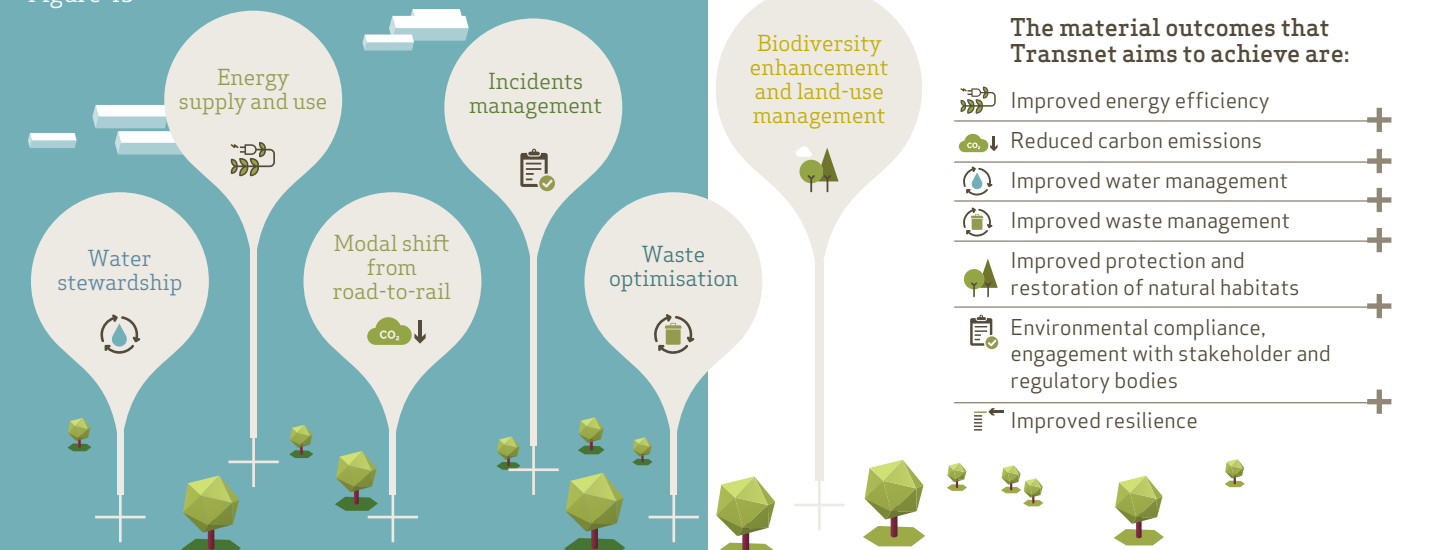 Energy
supply and use
Incidents
management
Biodiversity
enhancement
and land-use
management
Water
stewardship
Modal shift
from
road-to-rail
CO₂
Waste
optimisation
The material outcomes that
Transnet aims to achieve are:
Improved energy efficiency
CO₂ Reduced carbon emissions
Improved water management
Improved waste management
Improved protection and
restoration of natural habitats
Environmental compliance,
engagement with stakeholder and
regulatory bodies
Improved resilience